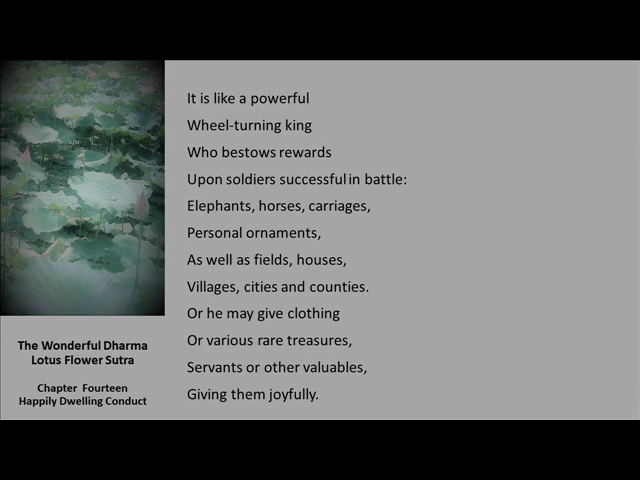 It is like a powerful
Wheel-turning king
Who bestows rewards
Upon soldiers successful in battle:
Elephants, horses, carriages,
Personal ornaments,
As well as fields, houses,
Villages, cities and counties.
Or he may give clothing
Or various rare treasures,
Servants or other valuables,
Giving them joyfully.
The Wonderful Dharma
Lotus Flower Sutra
Chapter Fourteen
Happily Dwelling Conduct